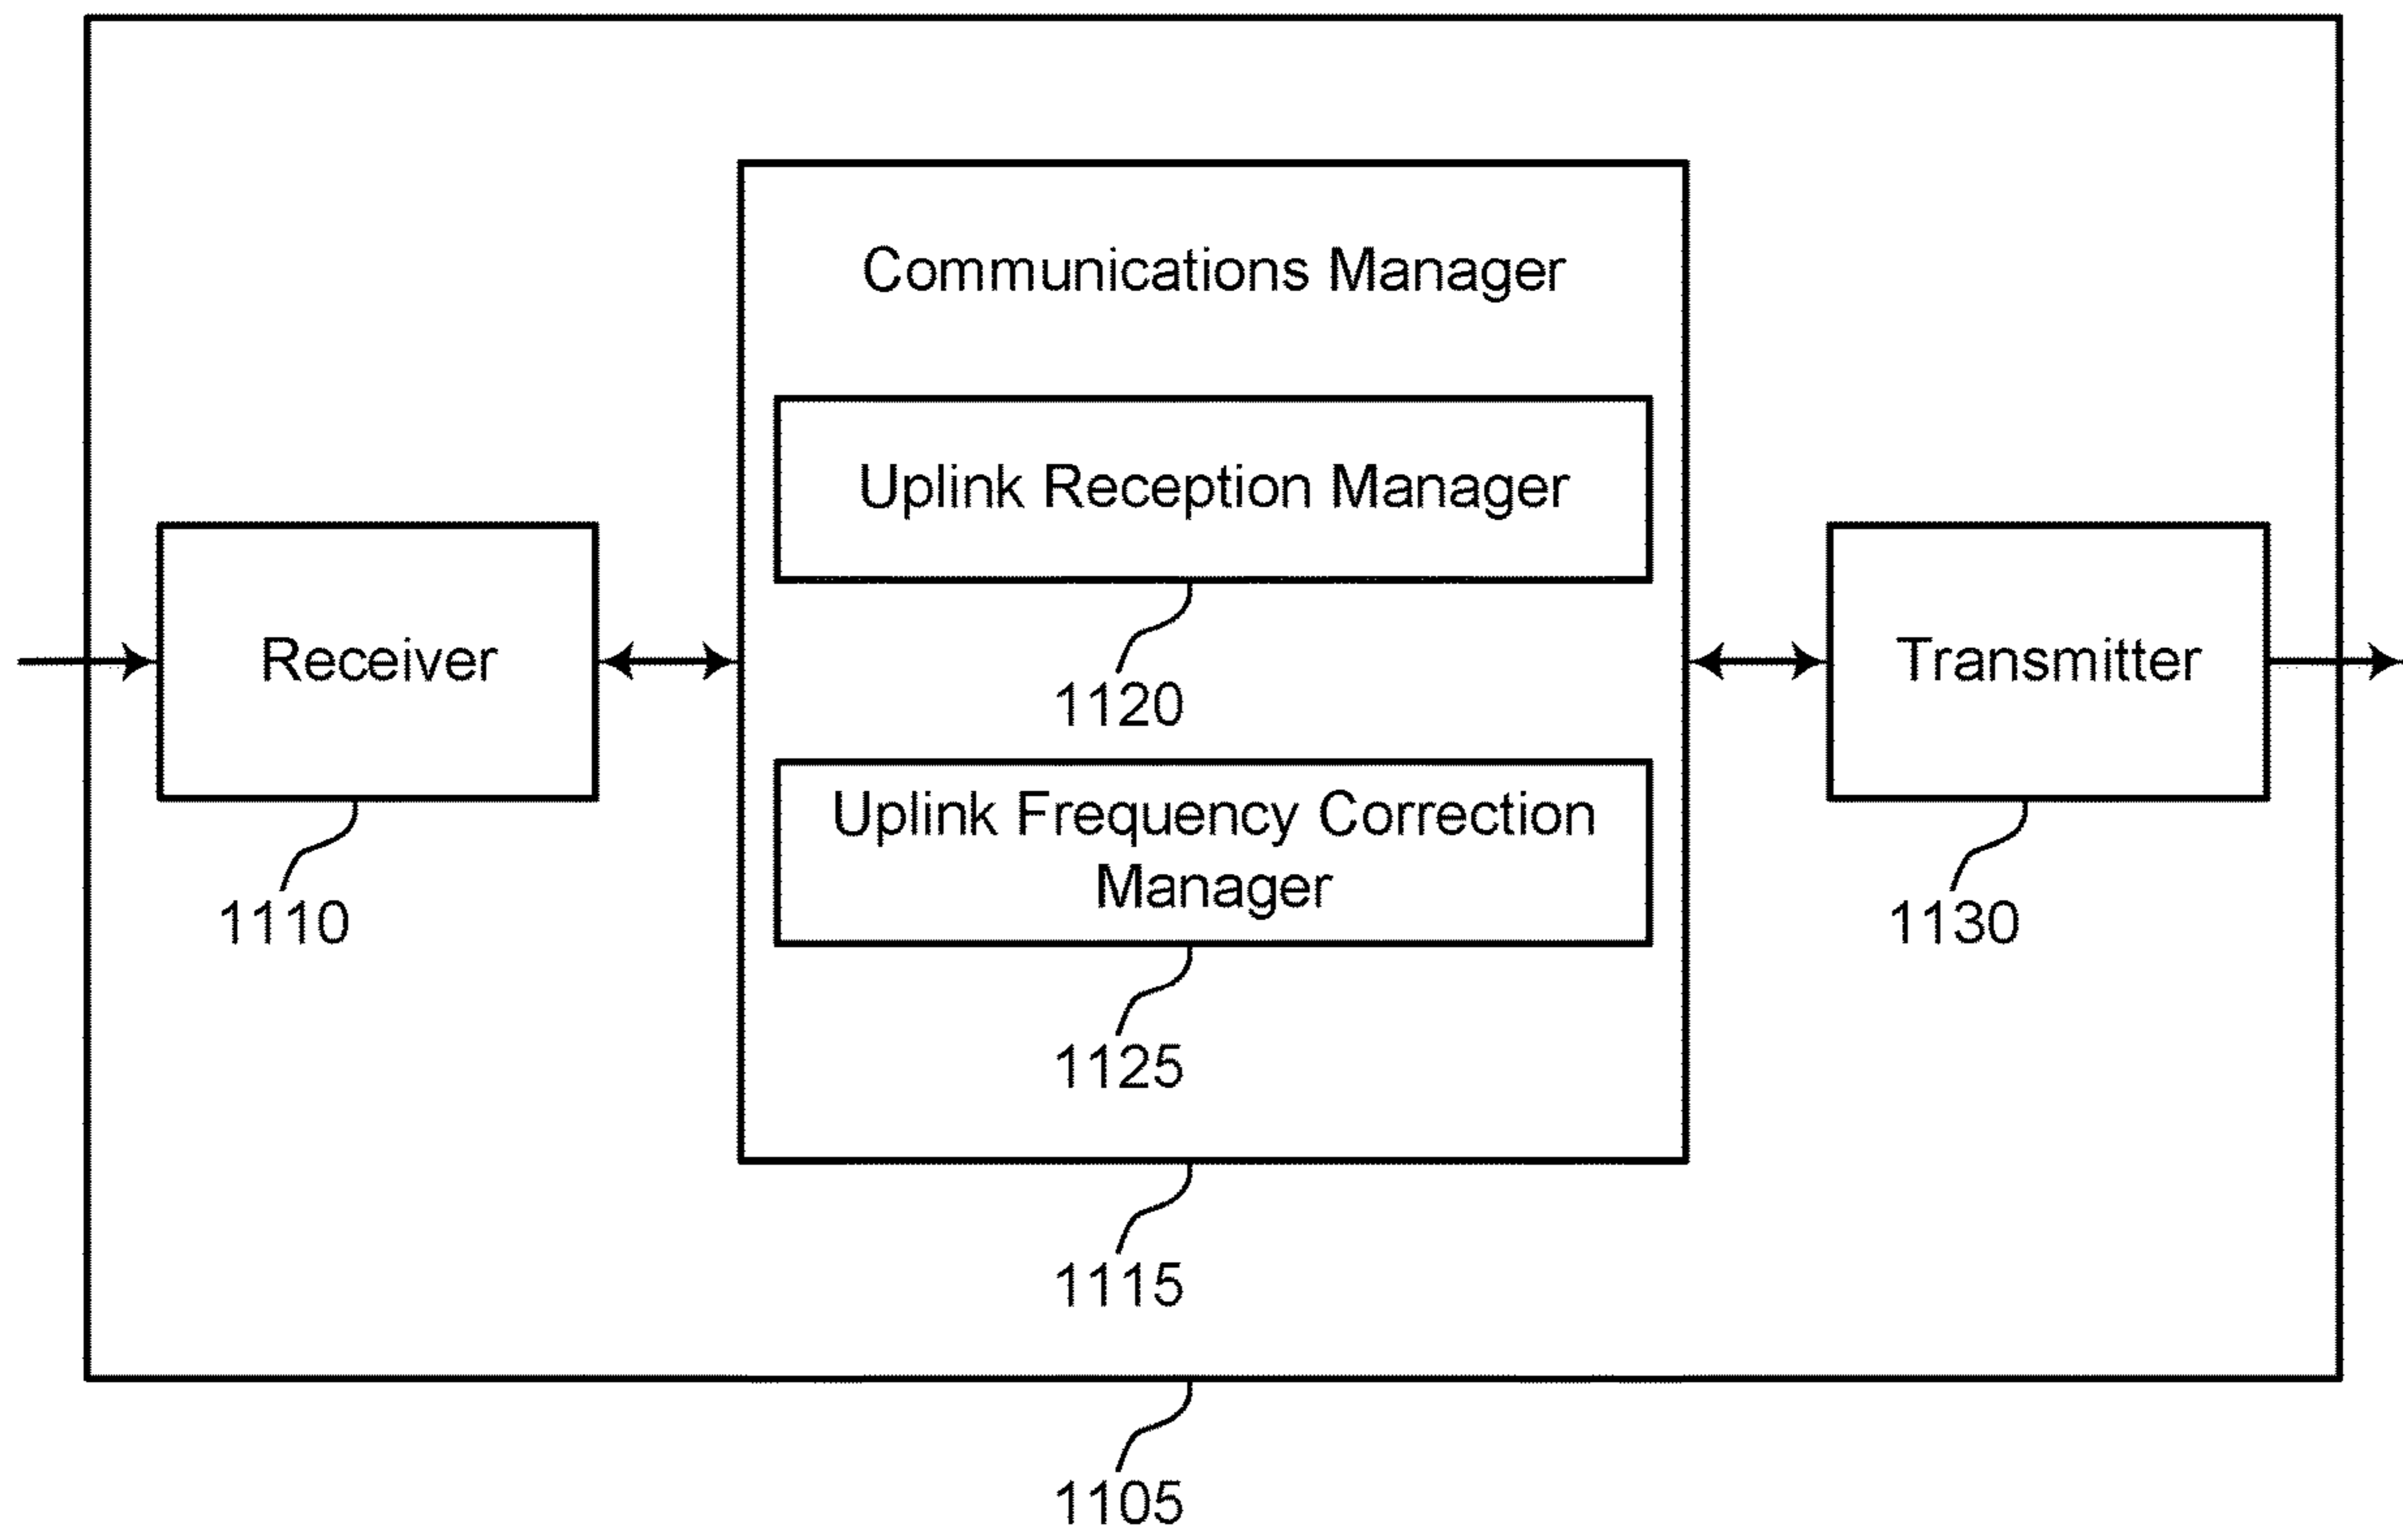 Communications Manager
Uplink Reception Manager
1120
Receiver
1110
Uplink Frequency Correction
Manager
1125
Transmitter
1130
1115
1105